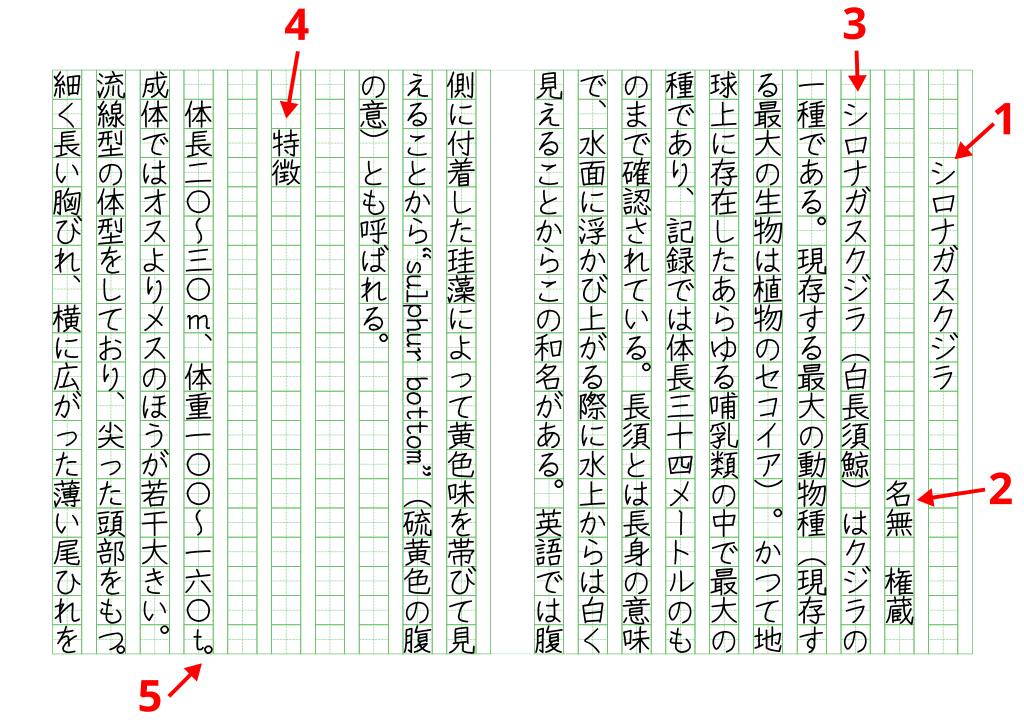 シロナガスクジラ
名無　権蔵
　シロナガスクジラ（白長須鯨）はクジラの
一種である。現存する最大の動物種（現存す
る最大の生物は植物のセコイア）。かつて地
球上に存在したあらゆる哺乳類の中で最大の
種であり、記録では体長三十四メートルのも
のまで確認されている。長須とは長身の意味
で、水面に浮かび上がる際に水上からは白く
見えることからこの和名がある。英語では腹
側に付着した珪藻によって黄色味を帯びて見
えることから“sulphur bottom”（硫黄色の腹
の意）とも呼ばれる。
特徴
　体長二〇〜三〇ｍ、体重一〇〇〜一六〇ｔ。
成体ではオスよりメスのほうが若干大きい。
流線型の体型をしており、尖った頭部をもつ。
細く長い胸びれ、横に広がった薄い尾ひれを
1
2
3
4
5